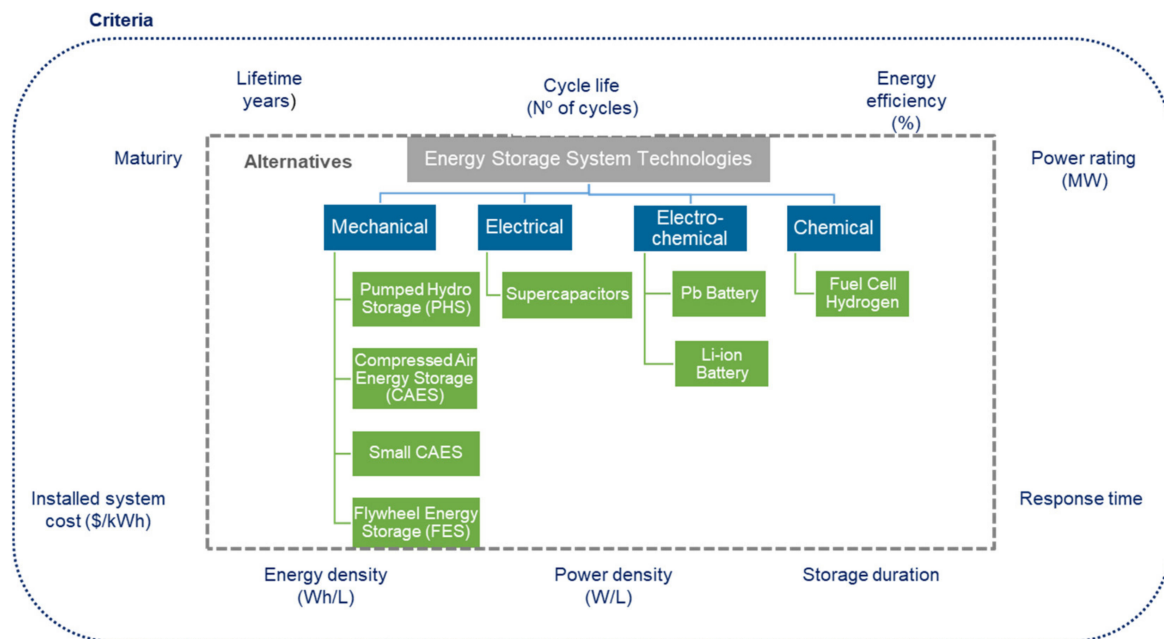 Criteria
Lifetime
years)
Cycle life
(Nº of cycles)
Energy
efficiency
(%)
Maturiry
Alternatives
Energy Storage System Technologies
Power rating
(MW)
Mechanical
Electrical
Electro-
chemical
Chemical
Pumped Hydro
Storage (PHS)
Supercapacitors
Pb Battery
Fuel Cell
Hydrogen
Compressed Air
Energy Storage
(CAES)
Li-ion
Battery
Small CAES
Installed system
cost ($/kWh)
Flywheel Energy
Storage (FES)
Response time
Energy density
(Wh/L)
Power density
(W/L)
Storage duration